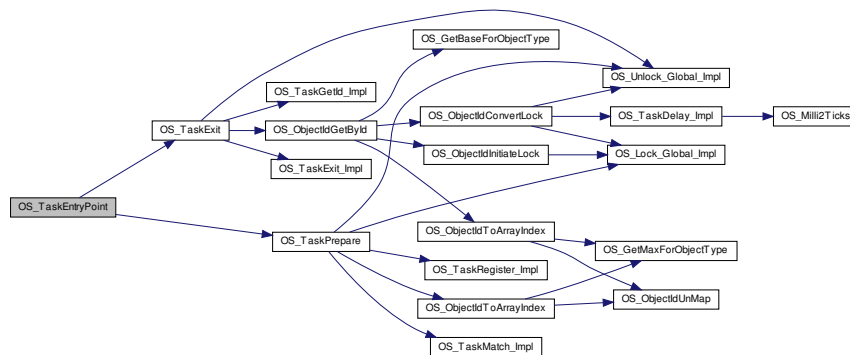 OS_GetBaseForObjectType
OS_Unlock_Global_Impl
OS_TaskGetId_Impl
OS_ObjectIdConvertLock
OS_TaskDelay_Impl
OS_Milli2Ticks
OS_TaskExit
OS_ObjectIdGetById
OS_ObjectIdInitiateLock
OS_Lock_Global_Impl
OS_TaskExit_Impl
OS_TaskEntryPoint
OS_ObjectIdToArrayIndex
OS_TaskPrepare
OS_GetMaxForObjectType
OS_TaskRegister_Impl
OS_ObjectIdUnMap
OS_ObjectIdToArrayIndex
OS_TaskMatch_Impl